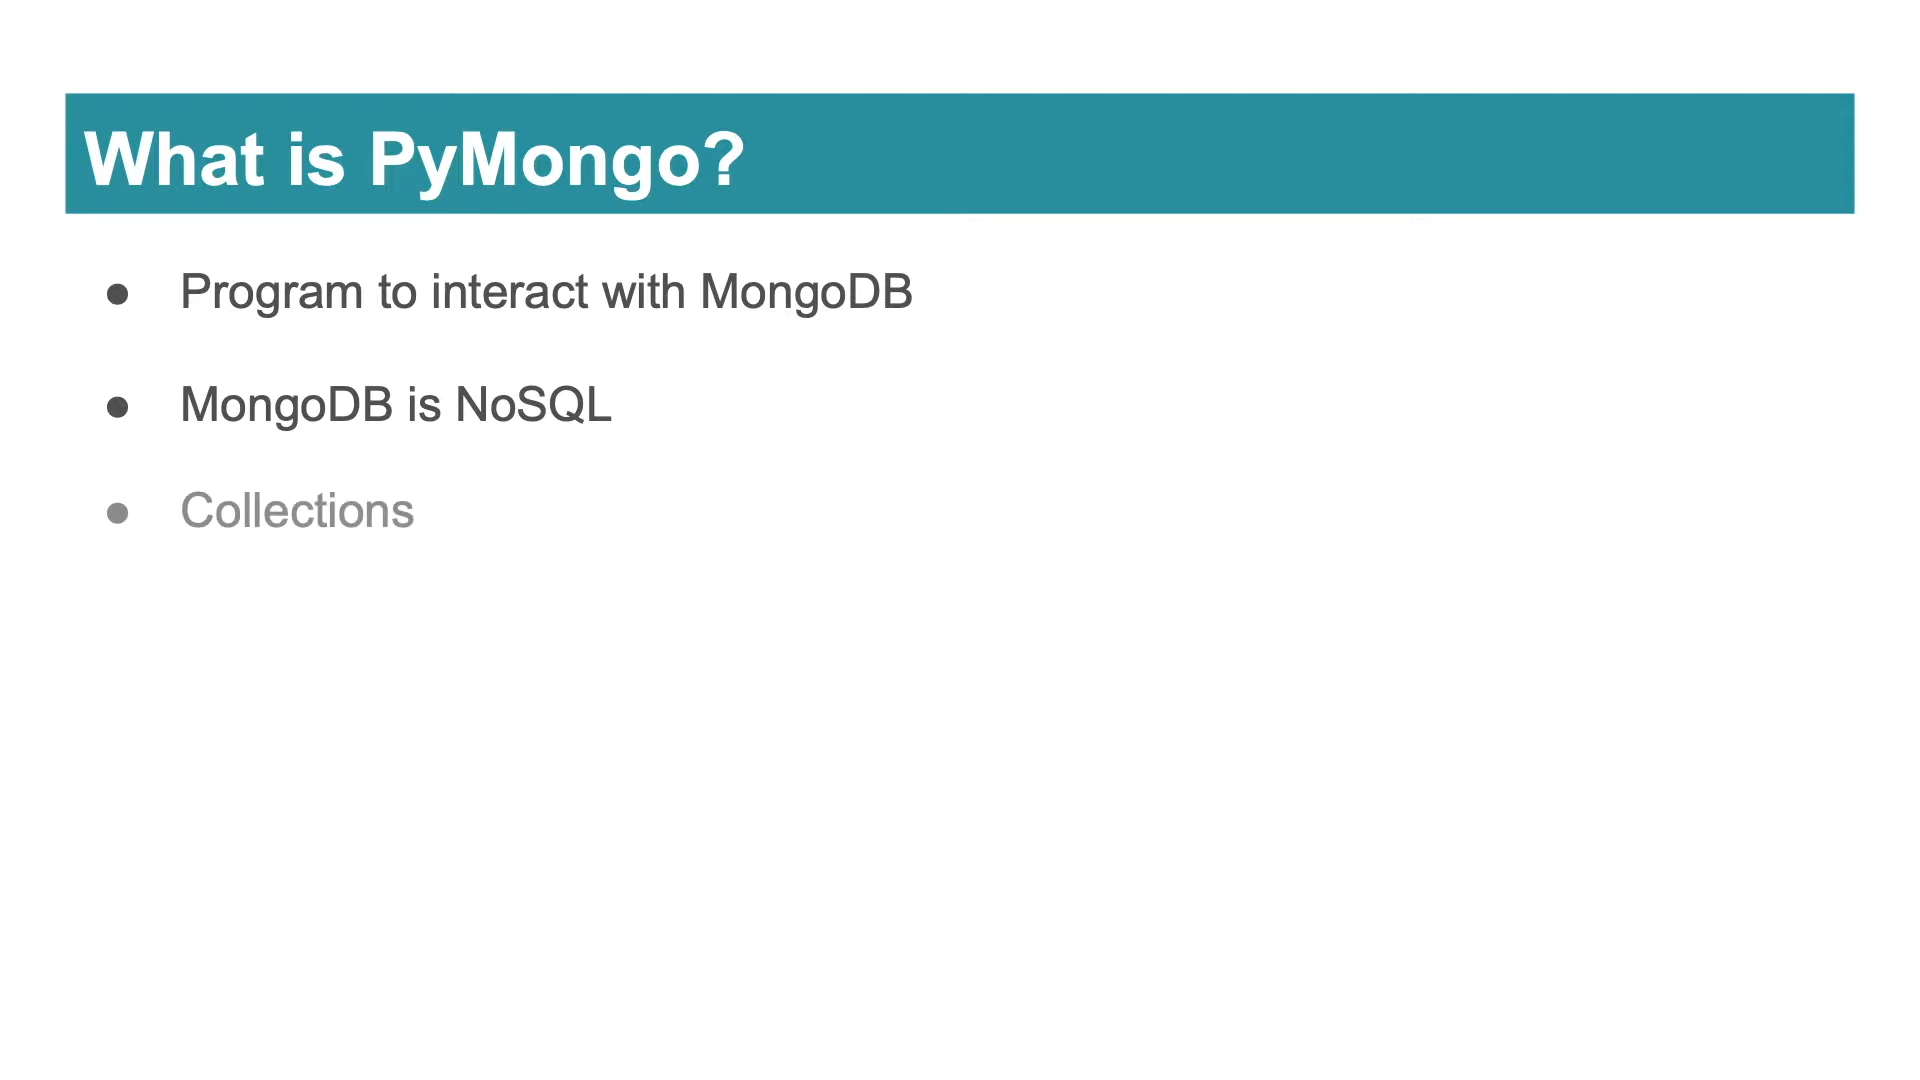 What is PyMongo?
● Program to interact with MongoDB
● MongoDB is NoSQL
● Collections